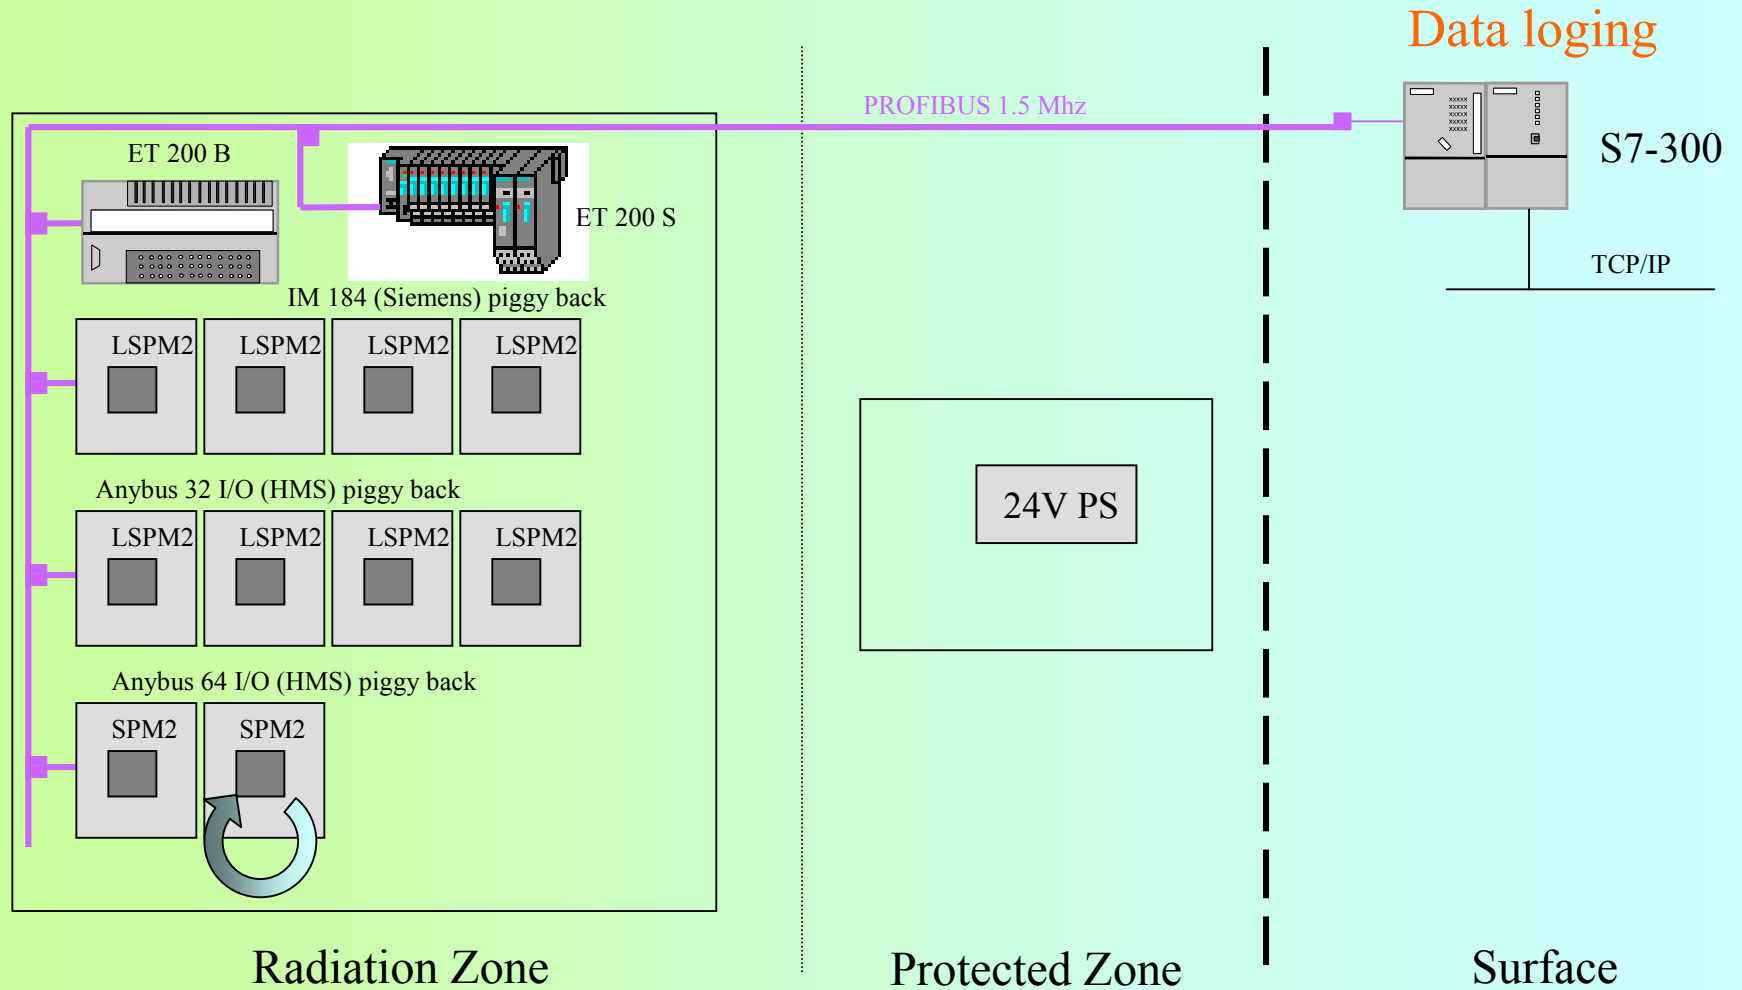 Data loging
PROFIBUS 1.5 Mhz
ET 200 B
S7-300
ET 200 S
TCP/IP
IM 184 (Siemens) piggy back
LSPM2 LSPM2 LSPM2 LSPM2
Anybus 32 I/O (HMS) piggy back
24V PS
LSPM2 LSPM2 LSPM2 LSPM2
Anybus 64 I/O (HMS) piggy back
SPM2 SPM2
Radiation Zone
Protected Zone
Surface